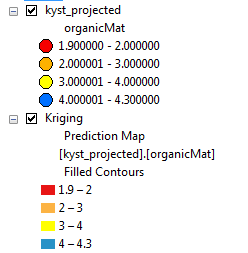 kyst_projected
organicMat
1.900000 - 2.000000
2.000001 - 3.000000
3.000001 - 4.000000
4.000001 - 4.300000
Kriging
Prediction Map
[kyst_projected].[organicMat]
Filled Contours
1.9 – 2
2 – 3
3 – 4
4 – 4.3